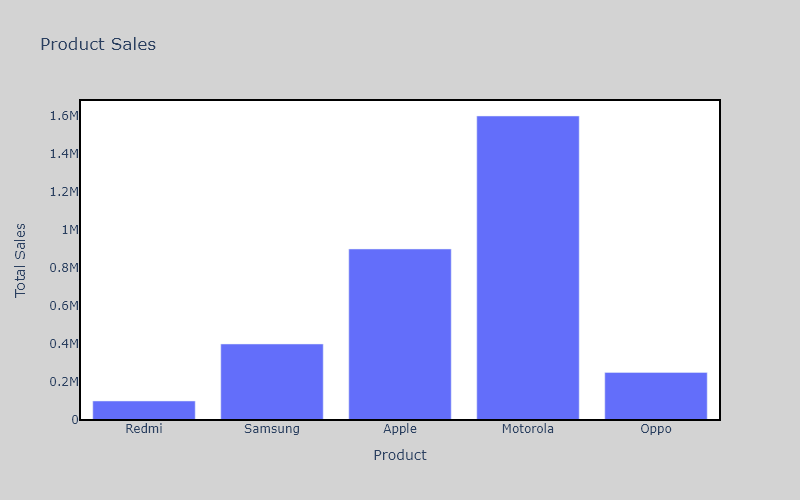 Product Sales
1.6M
1.4M
1.2M
1M
0.8M
0.6M
0.4M
0.2M
0
Total Sales
Redmi Samsung Apple Motorola Oppo
Product